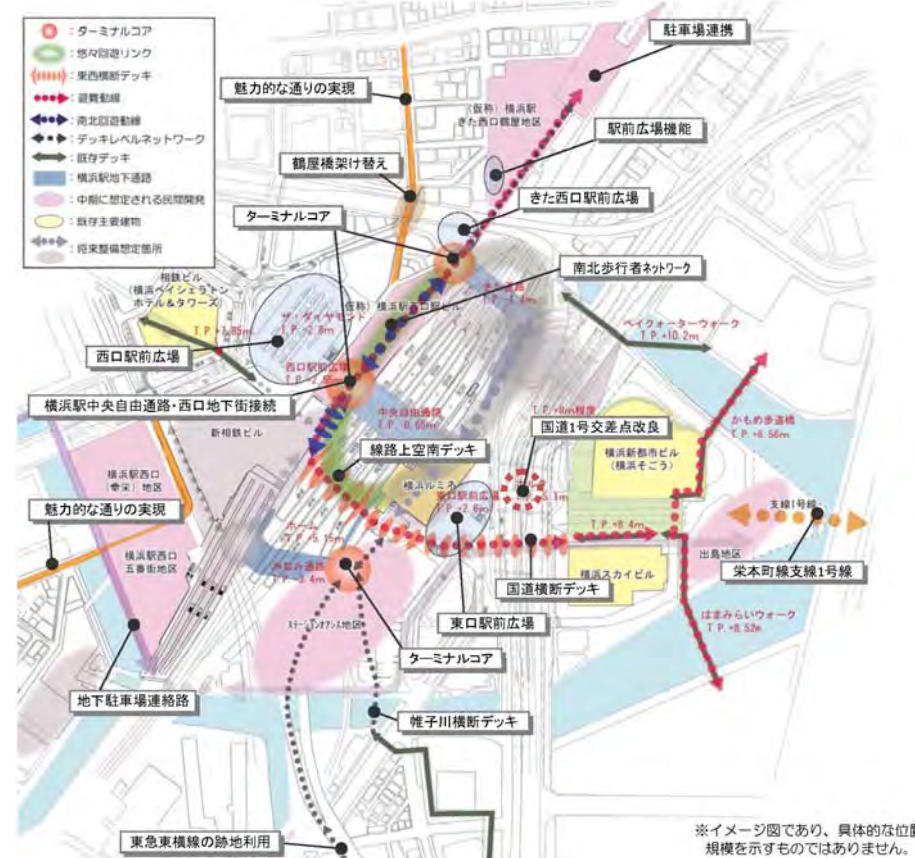 ：ターミナルコア
：悠々回遊リンク
：東西横断デッキ
：避難動線
：南北回遊動線
：デッキレベルネットワーク
：既存デッキ
：横浜駅地下通路
：中期に想定される民間開発
：既存主要建物
：将来整備想定箇所
駐車場連携
魅力的な通りの実現
（仮称）横浜駅
きた西口鶴屋地区
駅前広場機能
鶴屋橋架け替え
きた西口駅前広場
ターミナルコア
南北歩行者ネットワーク
相鉄ビル
（横浜ベイシェラトン
ホテル＆タワーズ）
ザ・ダイヤモンド
T.P.+2.8m
ベイクォーターウォーク
T.P.+10.2m
西口駅前広場
西口駅前広場
横浜駅中央自由通路・西口地下街接続
中央自由通路
T.P.-0.65m
国道1号交差点改良
かもめ歩道橋
T.P.+8.56m
新相鉄ビル
線路上空南デッキ
横浜新都市ビル
（横浜そごう）
横浜ルミネ
東口駅前広場
T.P.+2.6m
横浜駅西口
（幸栄）地区
魅力的な通りの実現
支線1号線
ホーム
T.P.+5.15m
T.P.+8.4m
横浜駅西口
五番街地区
みなみ通路
出島地区
栄本町線支線1号線
横浜スカイビル
国道横断デッキ
ステーションオアシス地区
東口駅前広場
はまみらいウォーク
T.P.+8.52m
ターミナルコア
地下駐車場連絡路
帷子川横断デッキ
東急東横線の跡地利用
※イメージ図であり、具体的な位置
規模を示すものではありません。